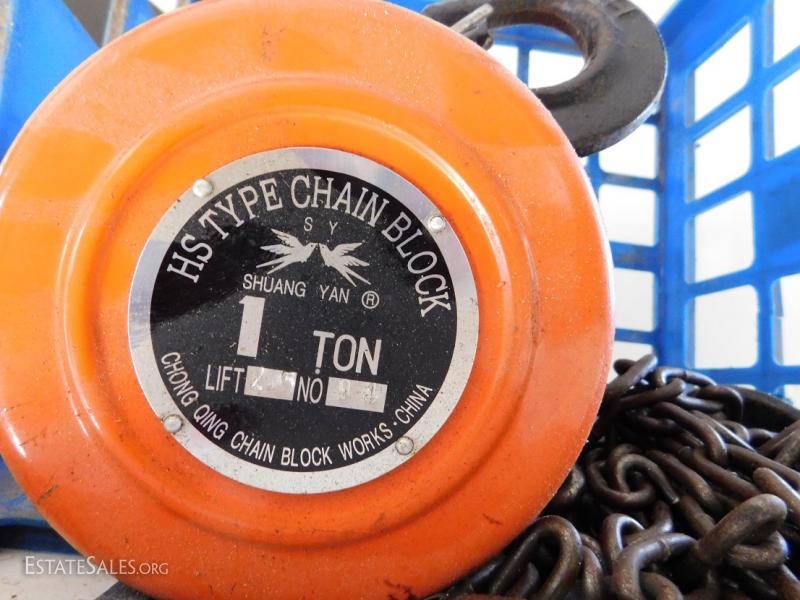 HS TYPE CHAIN BLOCK
S Y
SHUANG YAN ®
1 TON
LIFT NO
CHONG QING CHAIN BLOCK WORKS · CHINA
ESTATESALES.ORG